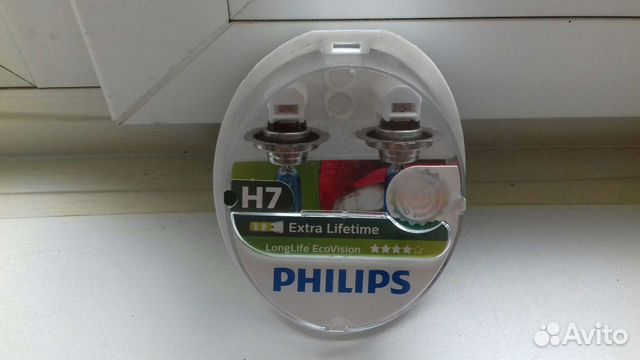 H7
Extra Lifetime
LongLife EcoVision
PHILIPS
Avito